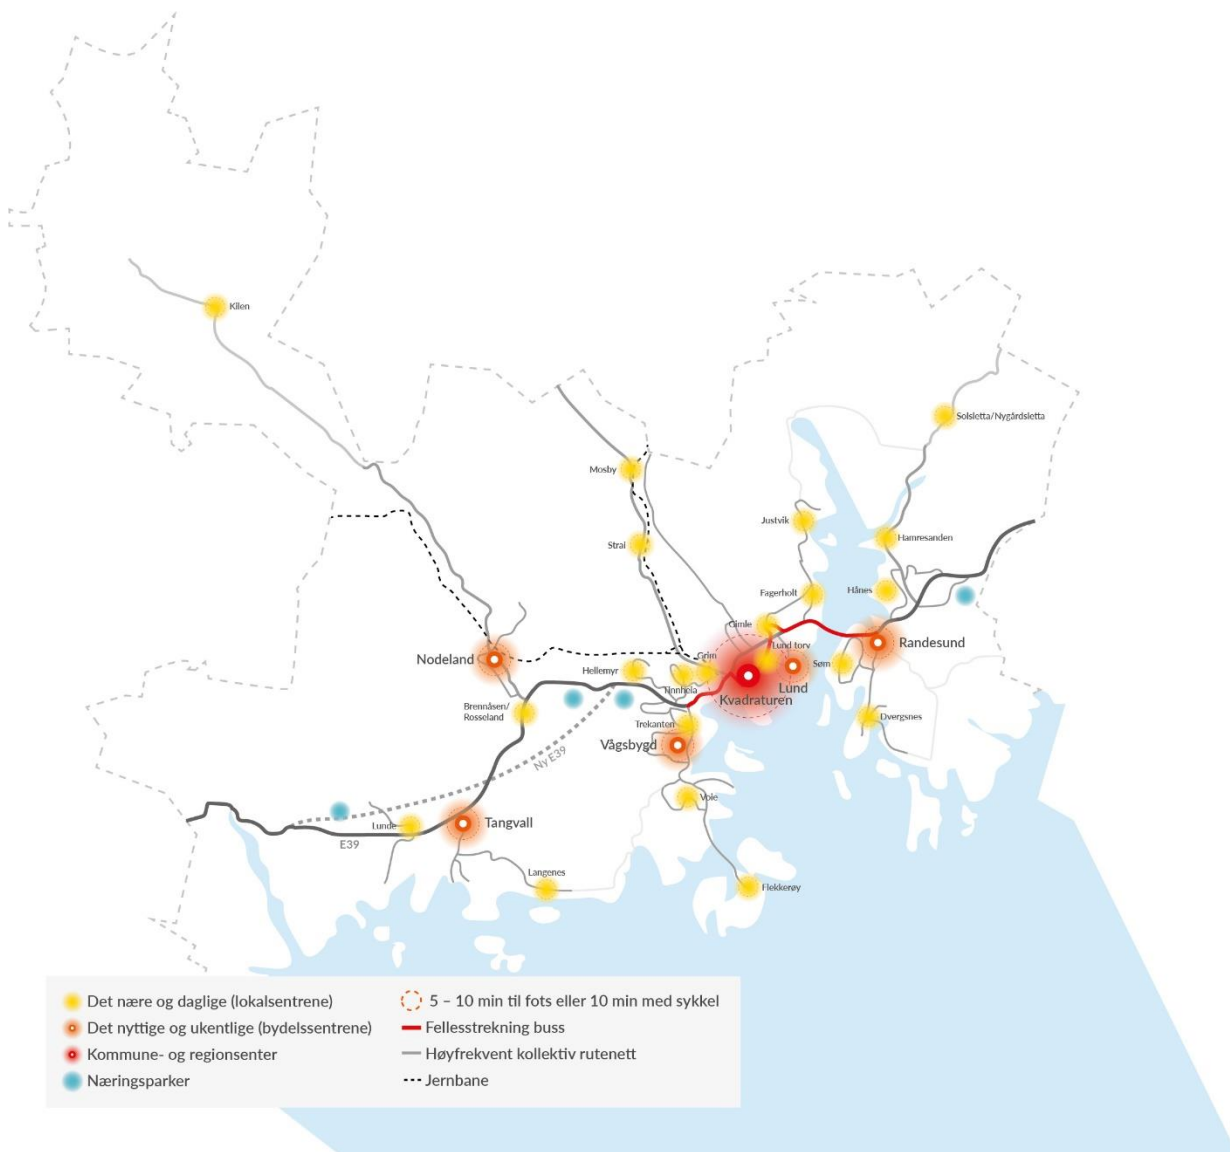 Kilen
Solsletta/Nygårdsletta
Mosby
Justvik
Hamresanden
Strai
Fagerholt
Hånes
Gimle
Randesund
Lund torv
Nodeland
Grim
Søm
Hellemyr
Tinnheia
Lund
Kvadraturen
Brennåsen/
Rosseland
Dvergsnes
Trekanten
Vågsbygd
Ny E39
Voie
Lunde
Tangvall
E39
Langenes
Flekkerøy
Det nære og daglige (lokalsentrene)
Det nyttige og ukentlige (bydelssentrene)
Kommune- og regionsenter
Næringsparker
5 – 10 min til fots eller 10 min med sykkel
Fellesstrekning buss
Høyfrekvent kollektiv rutenett
Jernbane